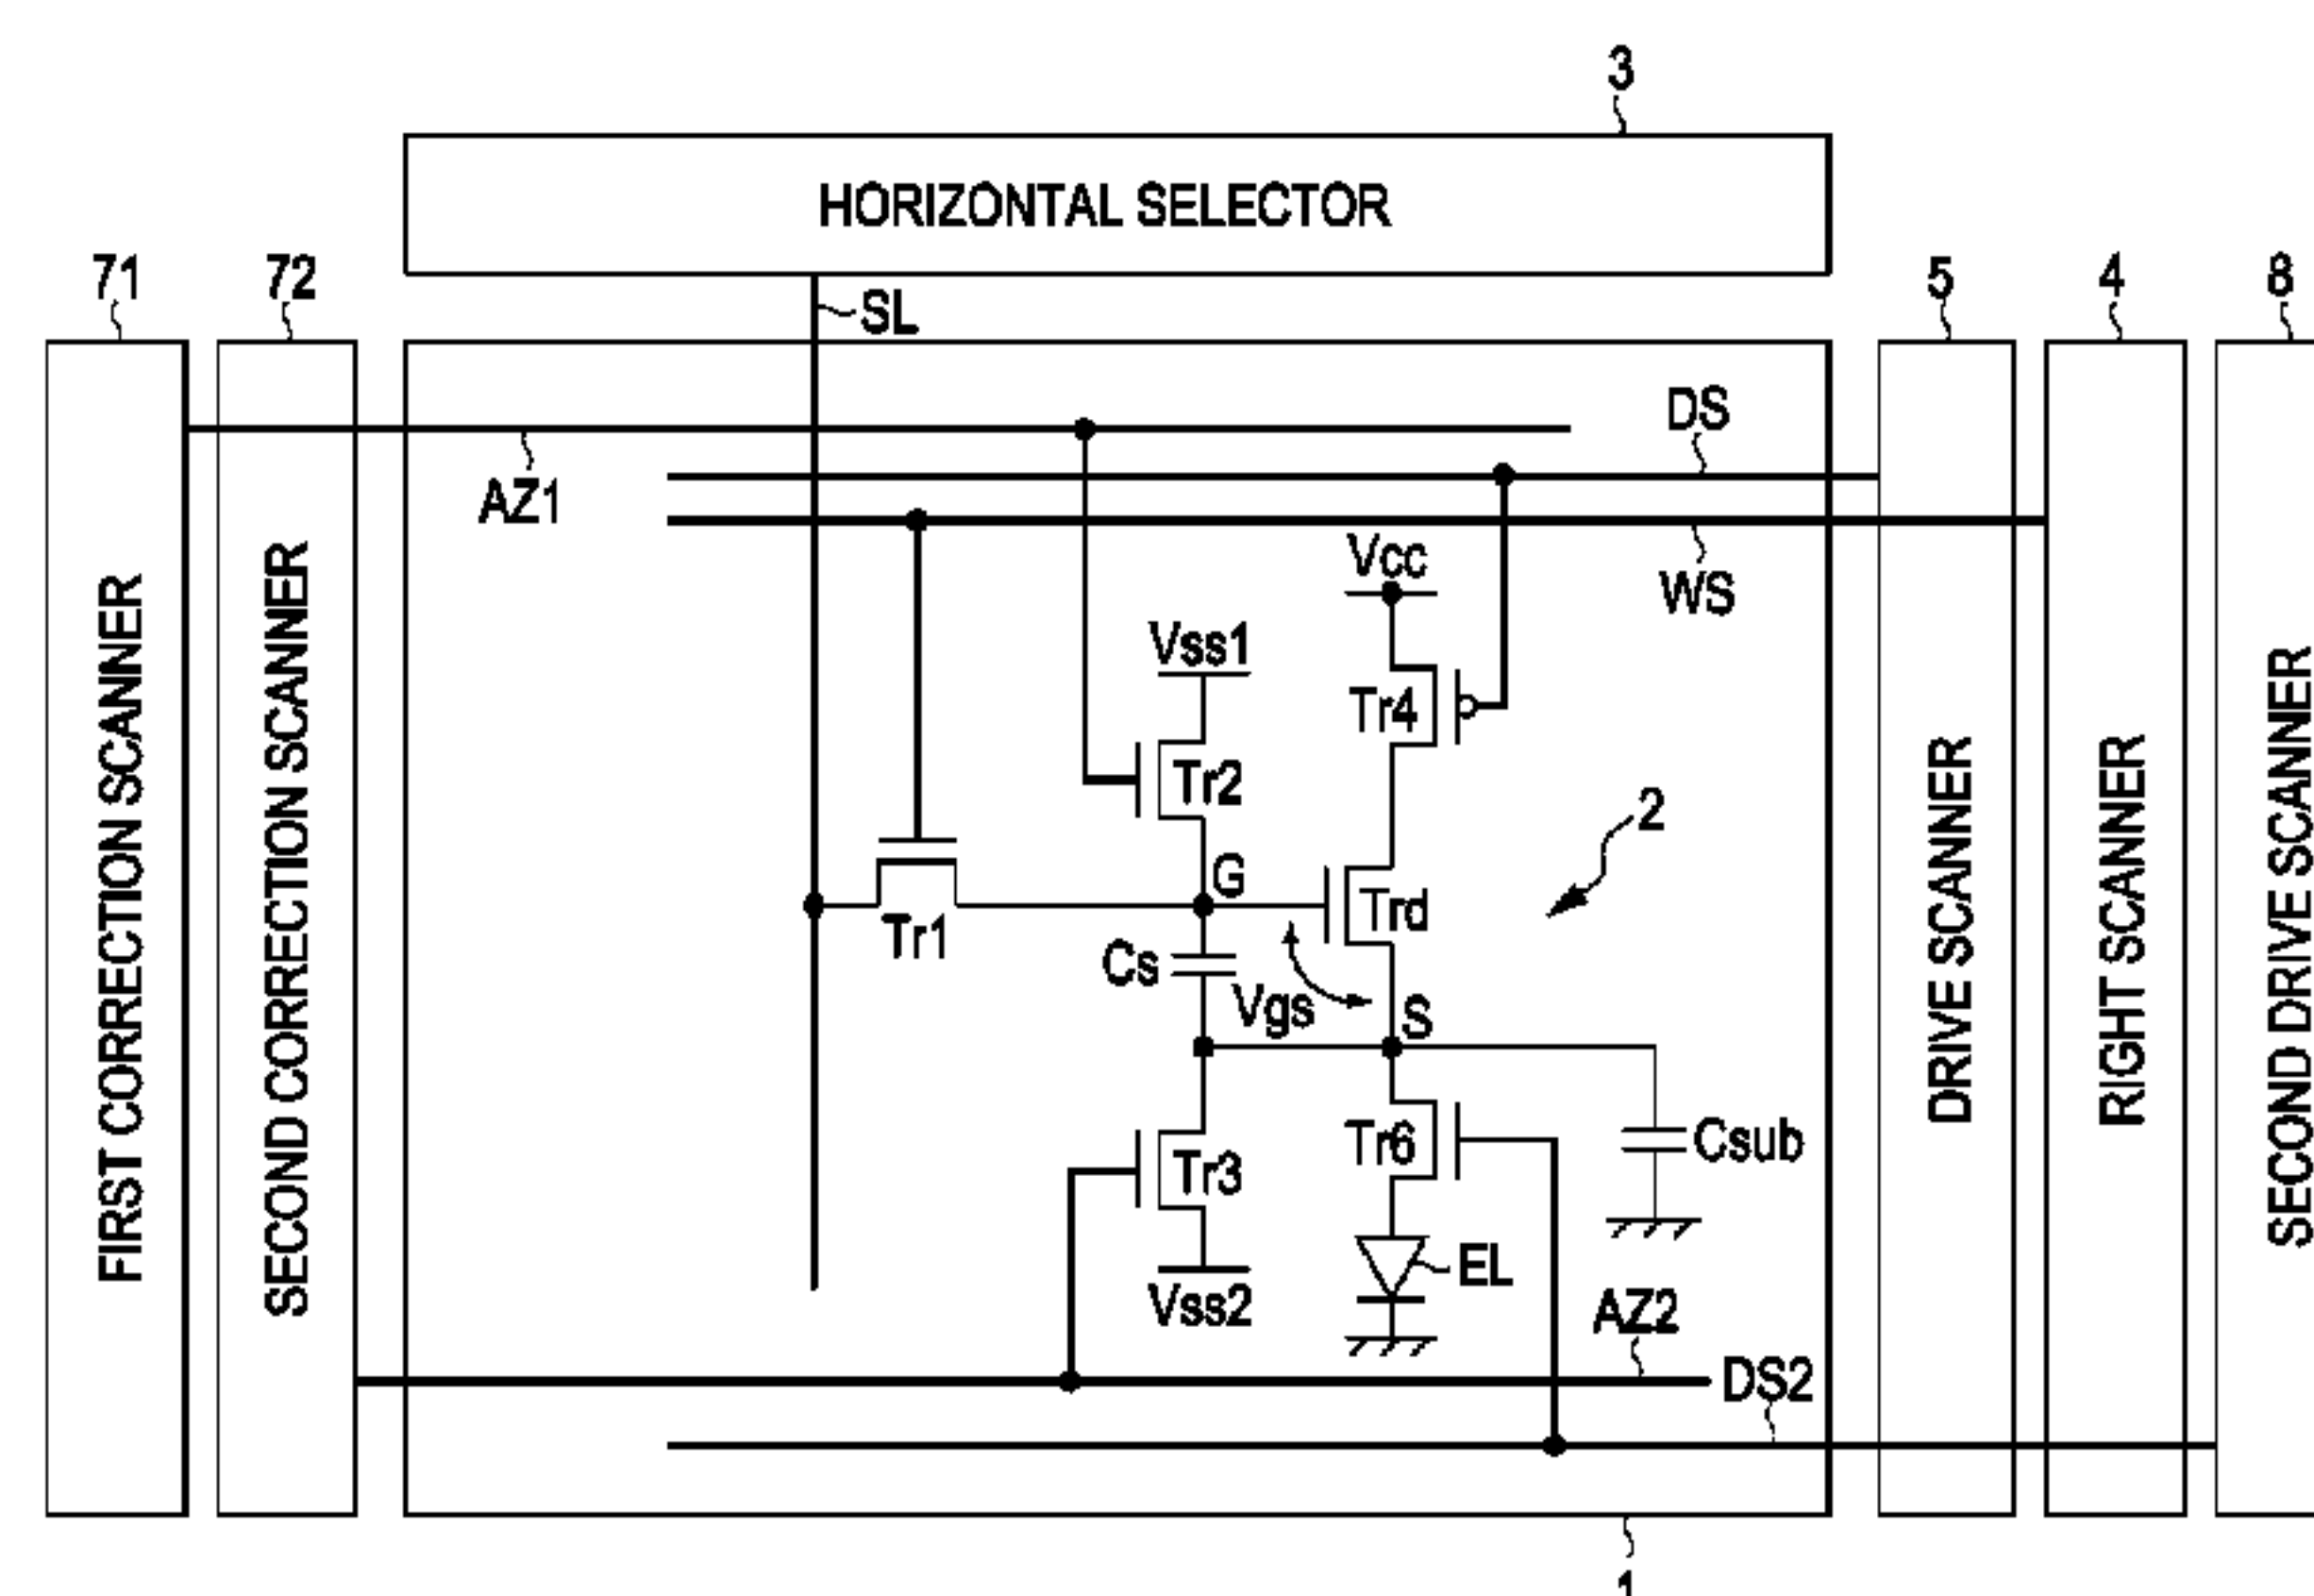 3
HORIZONTAL SELECTOR
71
72
SL
5
4
8
DS
AZ1
WS
Vcc
Vss1
Tr4
Tr2
2
G
Trd
Tr1
Cs
Vgs
S
Tr3
Tr6
Csub
EL
Vss2
AZ2
DS2
FIRST CORRECTION SCANNER
SECOND CORRECTION SCANNER
DRIVE SCANNER
RIGHT SCANNER
SECOND DRIVE SCANNER
1